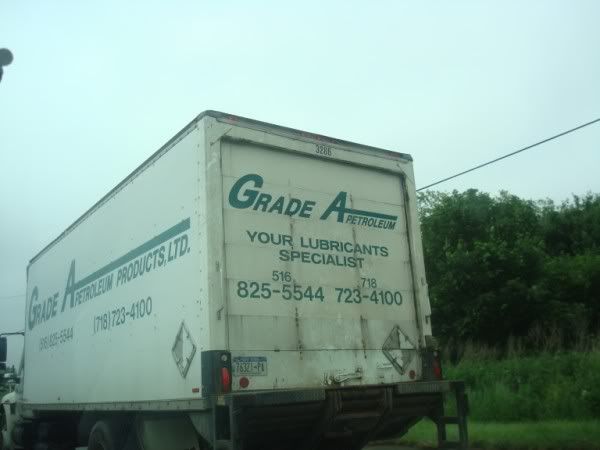 3286
GRADE A PETROLEUM
YOUR LUBRICANTS
SPECIALIST
516 718
825-5544 723-4100
GRADE A PETROLEUM PRODUCTS, LTD.
(516) 825-5544 (718) 723-4100